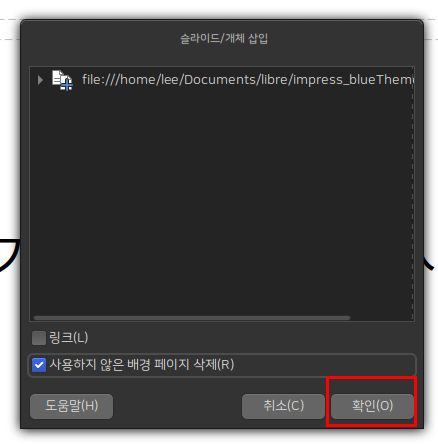 슬라이드/개체 삽입
file:///home/lee/Documents/libre/impress_blueThem
링크(L)
사용하지 않은 배경 페이지 삭제(R)
도움말(H) 취소(C) 확인(O)